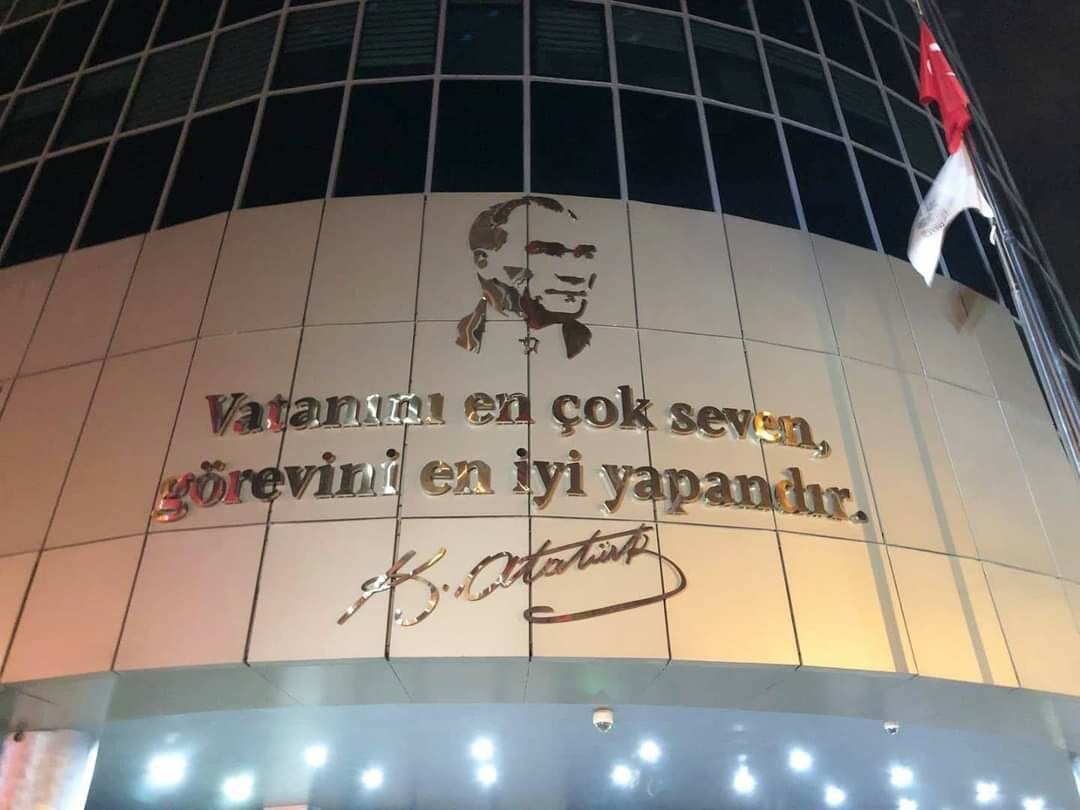 Vatanını en çok seven,
görevini en iyi yapandır.
K. Atatürk